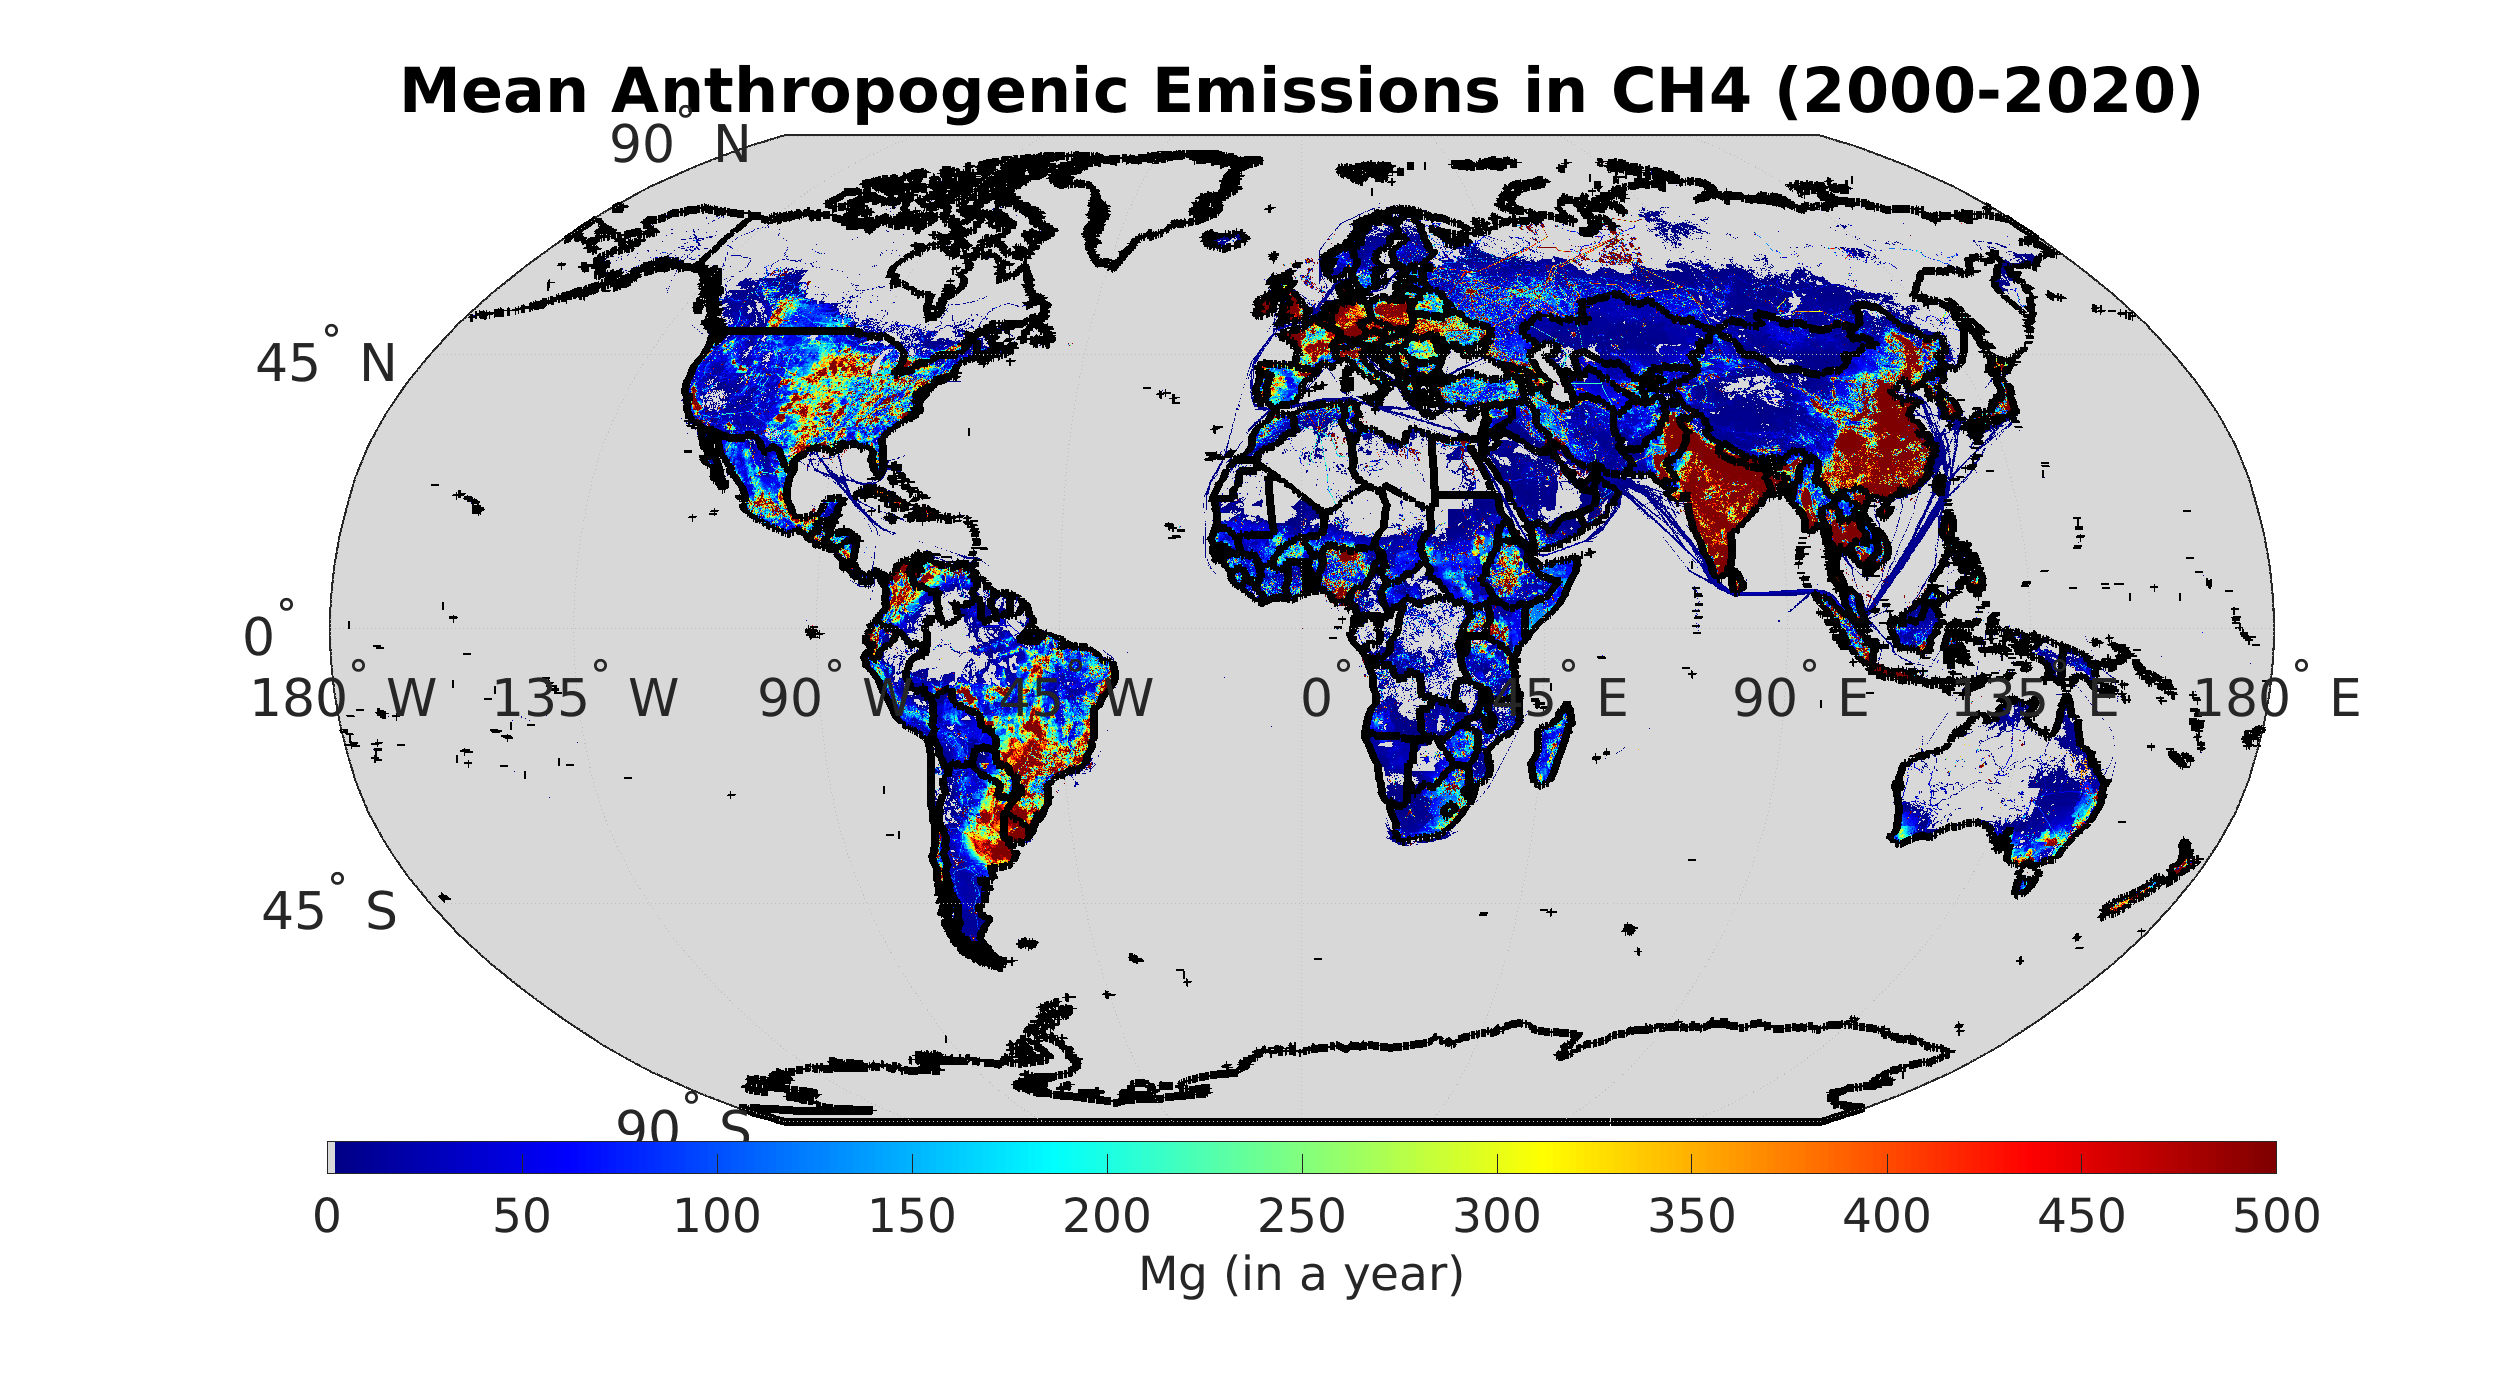 Mean Anthropogenic Emissions in CH4 (2000-2020)
90° N
45° N
0°
180° W 135° W 90° W 45° W 0° 45° E 90° E 135° E 180° E
45° S
90° S
0 50 100 150 200 250 300 350 400 450 500
Mg (in a year)